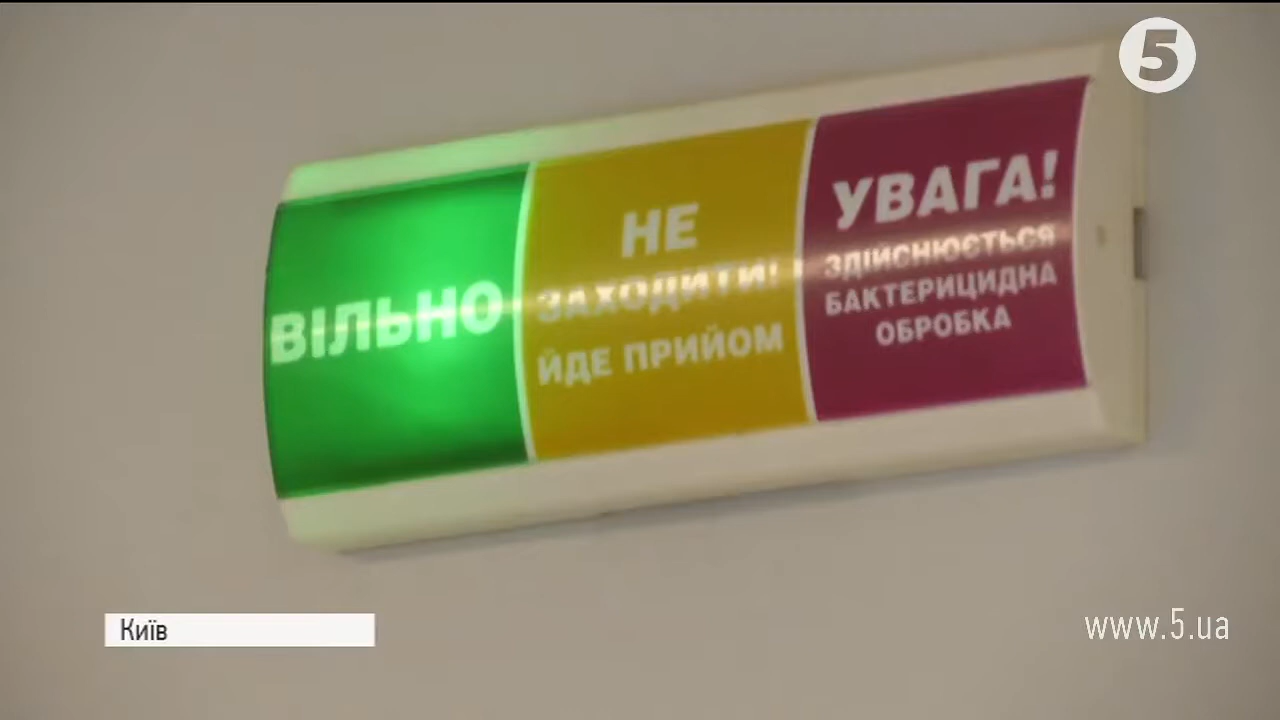 5
ВІЛЬНО
НЕ
ЗАХОДИТИ!
ЙДЕ ПРИЙОМ
УВАГА!
ЗДІЙСНЮЄТЬСЯ
БАКТЕРИЦИДНА
ОБРОБКА
Київ
www.5.ua